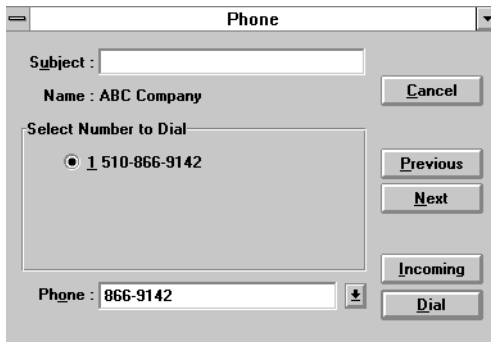 Phone
Subject :
Name : ABC Company
Cancel
Select Number to Dial
1 510-866-9142
Previous
Next
Incoming
Phone : 866-9142
Dial